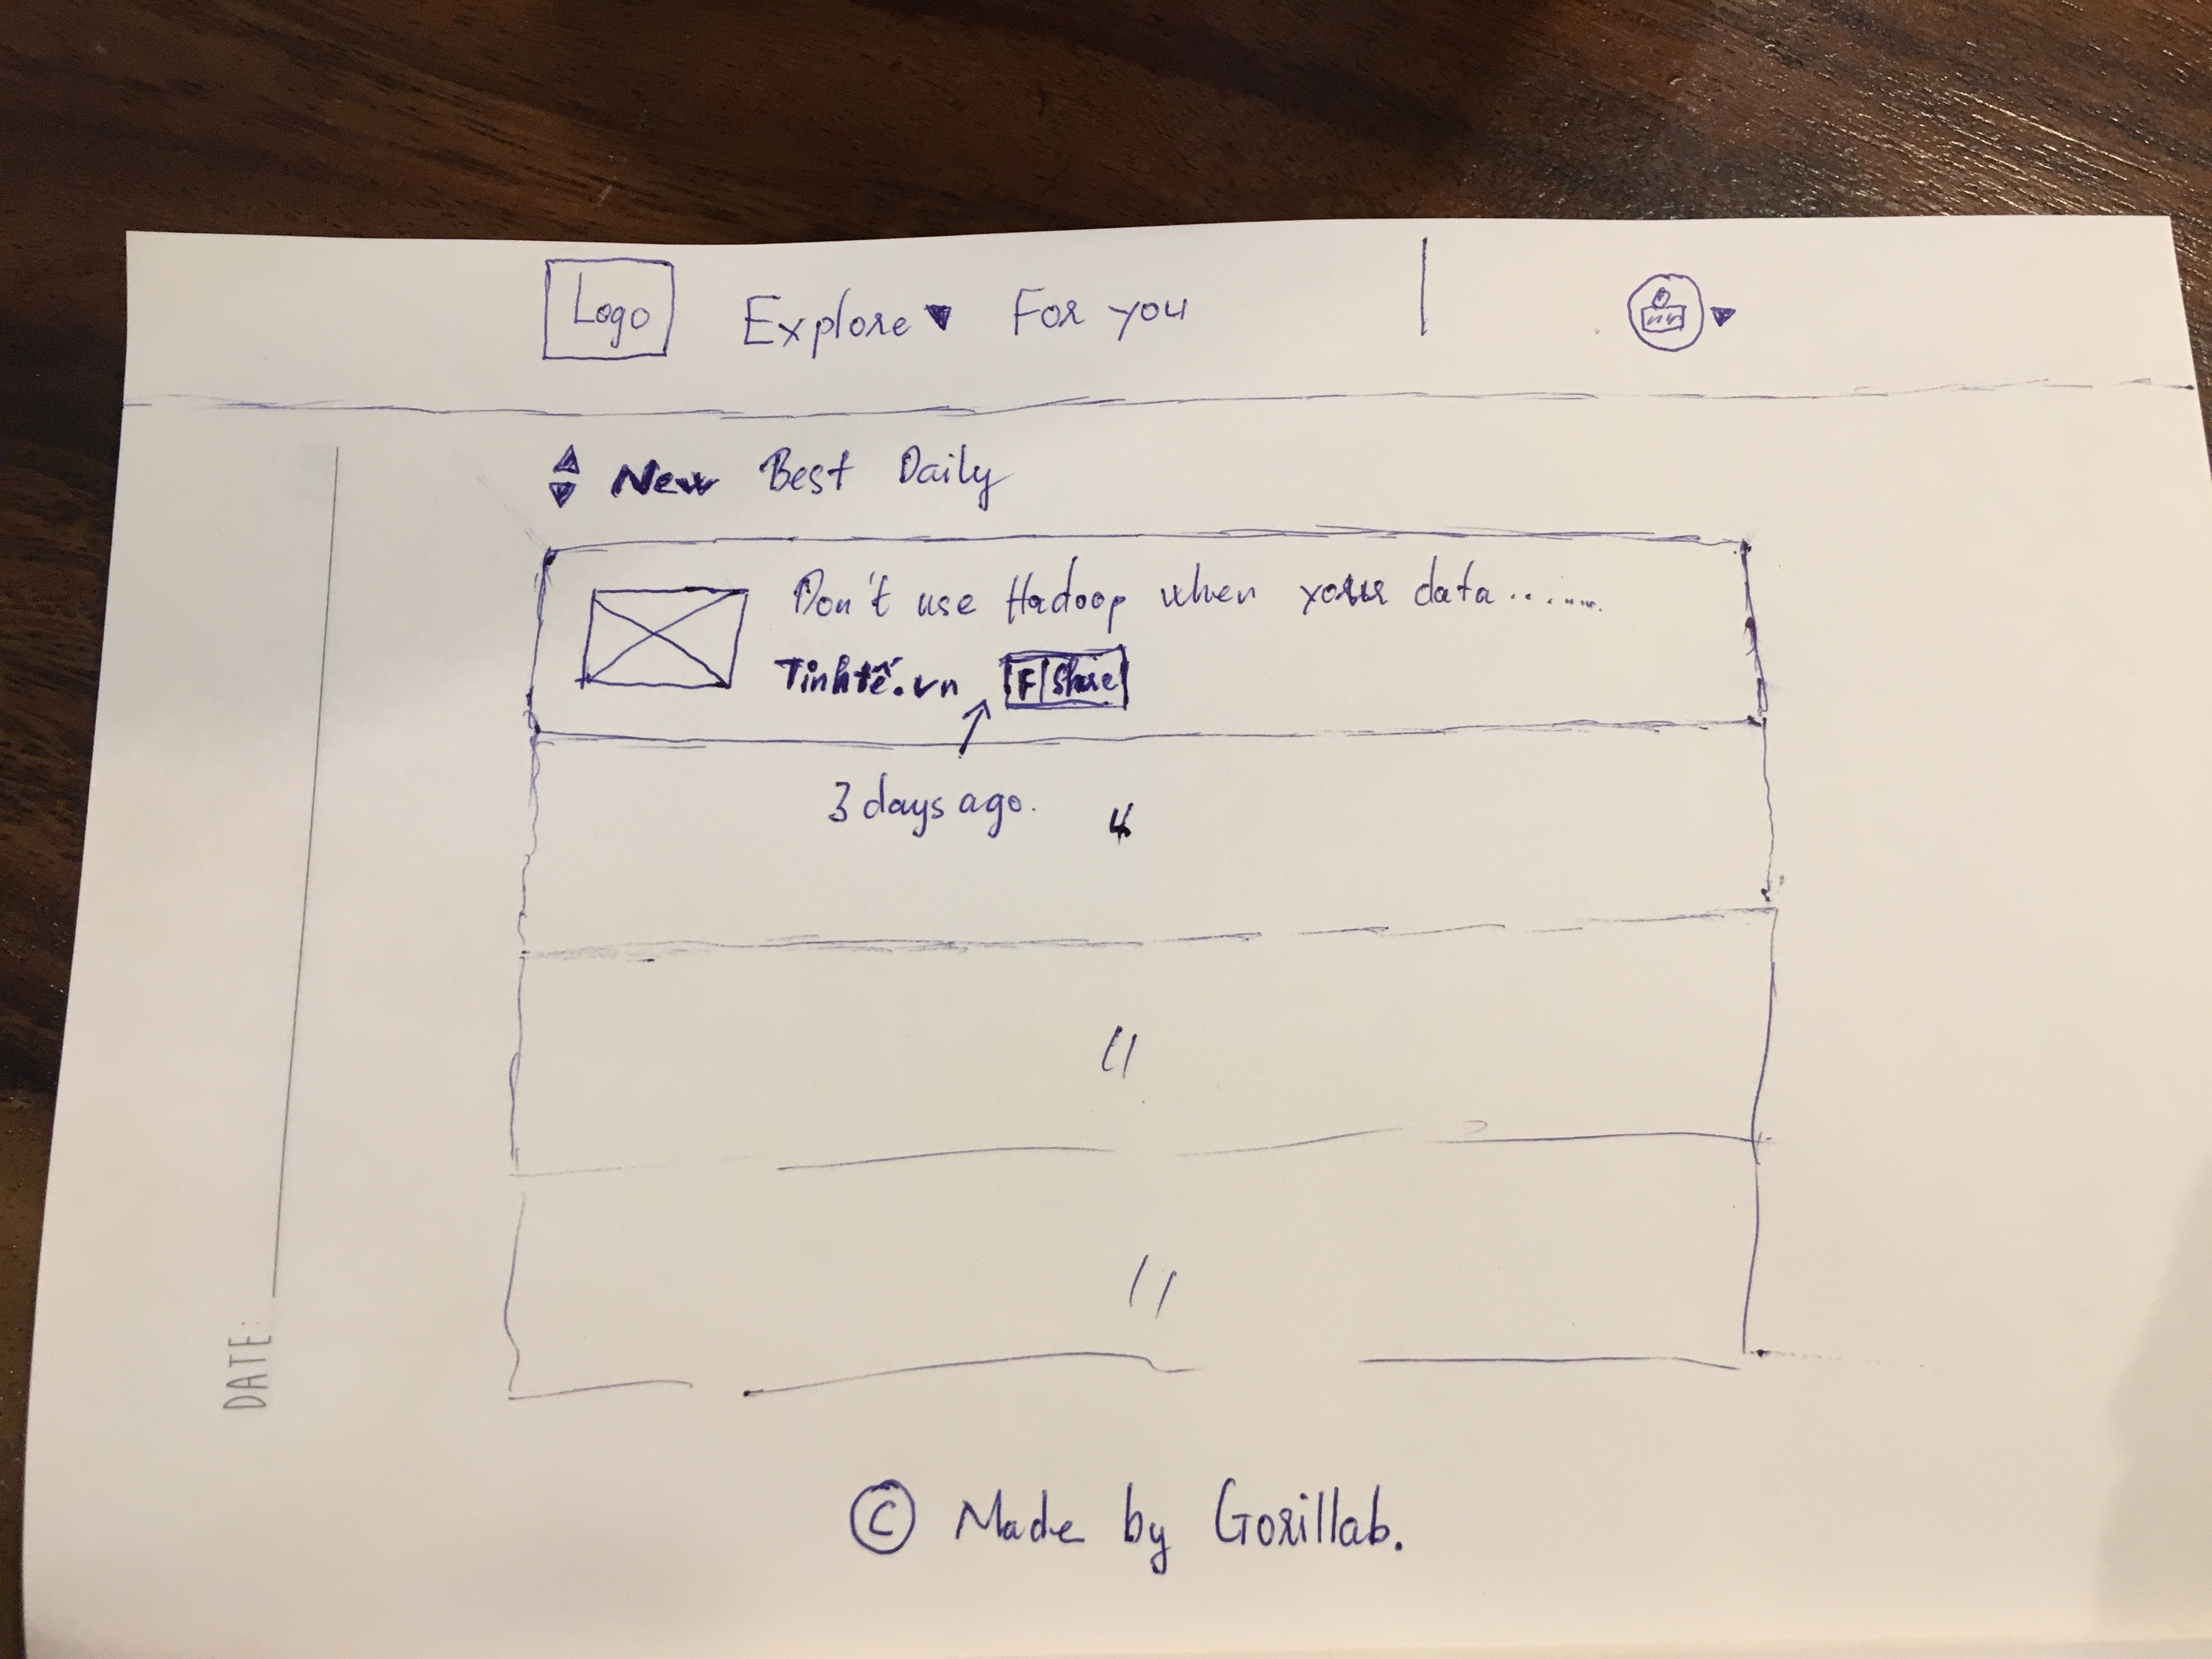 Logo Explore For you
New Best Daily
Don't use Hadoop when your data.........
Tinhtế.vn F Share
3 days ago. "
"
"
© Made by Gorillab.
DATE: